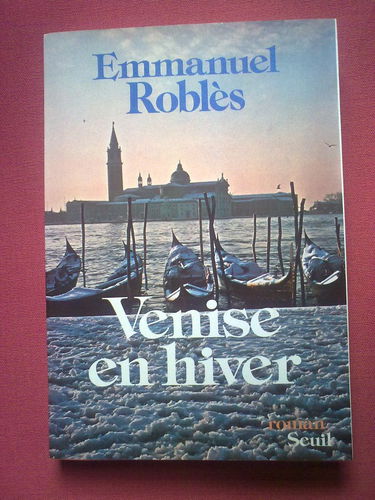 Emmanuel
Roblès
Venise
en hiver
roman
Seuil